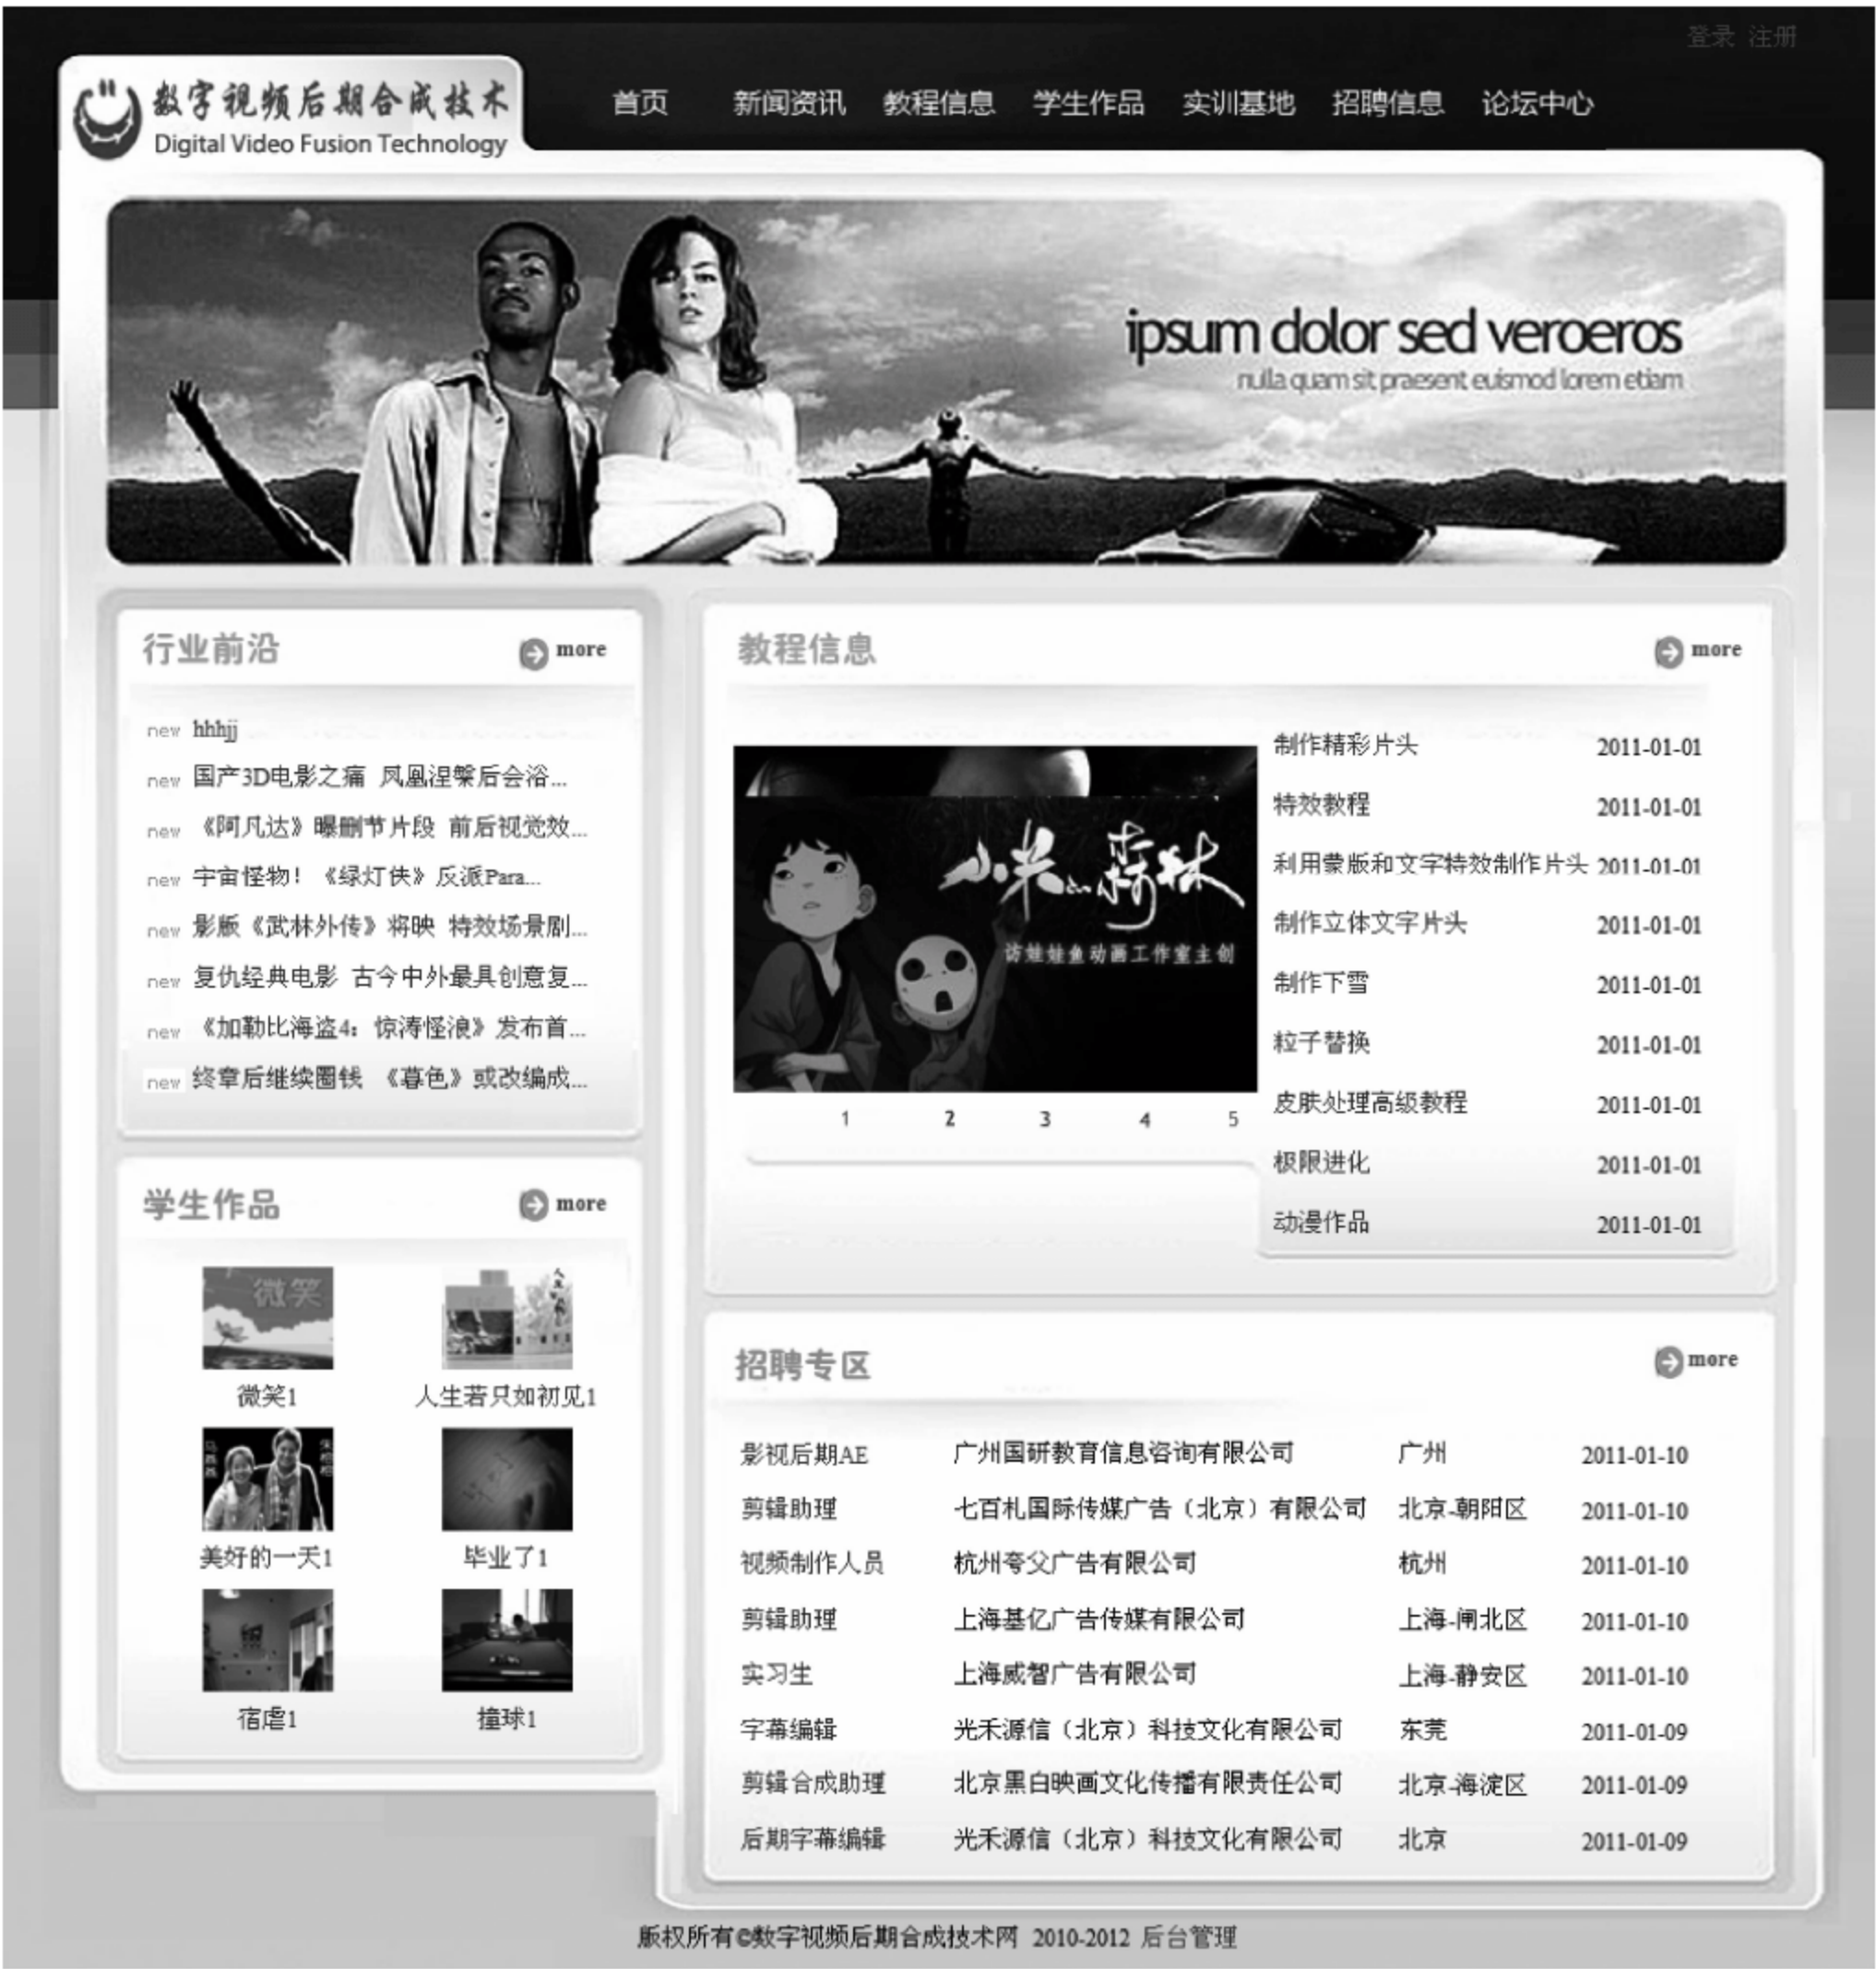 登录 注册
数字视频后期合成技术
Digital Video Fusion Technology
首页 新闻资讯 教程信息 学生作品 实训基地 招聘信息 论坛中心
ipsum dolor sed veroeros
nulla quam sit praesent euismod lorem etiam
行业前沿 more
new hhhjj
new 国产3D电影之痛 凤凰涅槃后会浴...
new 《阿凡达》曝删节片段 前后视觉效...
new 宇宙怪物！《绿灯侠》反派Para...
new 影版《武林外传》将映 特效场景剧...
new 复仇经典电影 古今中外最具创意复...
new 《加勒比海盗4：惊涛怪浪》发布首...
new 终章后继续圈钱 《暮色》或改编成...
学生作品 more
微笑
人生
微笑1 人生若只如初见1
美好的一天1 毕业了1
宿虐1 撞球1
教程信息 more
小米的森林
访娃娃鱼动画工作室主创
1 2 3 4 5
制作精彩片头 2011-01-01
特效教程 2011-01-01
利用蒙版和文字特效制作片头 2011-01-01
制作立体文字片头 2011-01-01
制作下雪 2011-01-01
粒子替换 2011-01-01
皮肤处理高级教程 2011-01-01
极限进化 2011-01-01
动漫作品 2011-01-01
招聘专区 more
影视后期AE 广州国研教育信息咨询有限公司 广州 2011-01-10
剪辑助理 七百札国际传媒广告（北京）有限公司 北京-朝阳区 2011-01-10
视频制作人员 杭州夸父广告有限公司 杭州 2011-01-10
剪辑助理 上海基亿广告传媒有限公司 上海-闸北区 2011-01-10
实习生 上海威智广告有限公司 上海-静安区 2011-01-10
字幕编辑 光禾源信（北京）科技文化有限公司 东莞 2011-01-09
剪辑合成助理 北京黑白映画文化传播有限责任公司 北京-海淀区 2011-01-09
后期字幕编辑 光禾源信（北京）科技文化有限公司 北京 2011-01-09
版权所有©数字视频后期合成技术网 2010-2012 后台管理